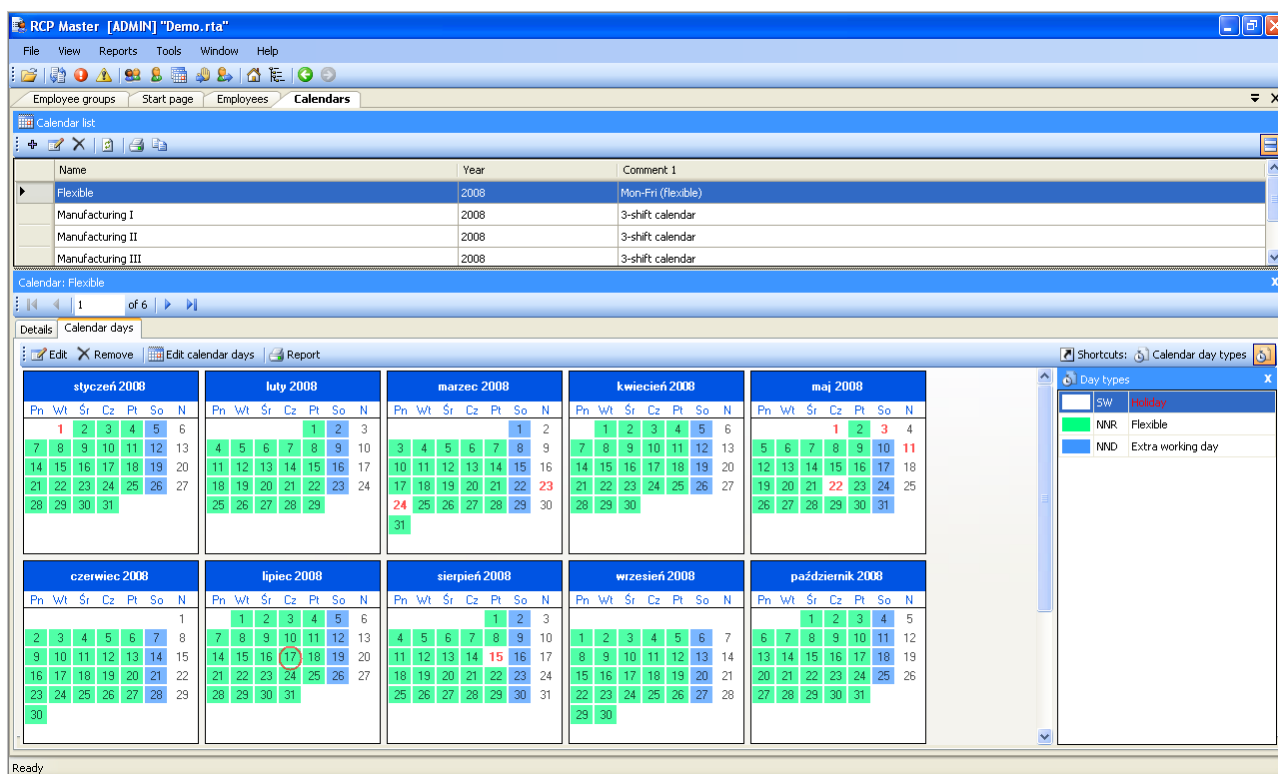 RCP Master [ADMIN] "Demo.rta"
File View Reports Tools Window Help
Employee groups Start page Employees Calendars
Calendar list
Name Year Comment 1
Flexible 2008 Mon-Fri (flexible)
Manufacturing I 2008 3-shift calendar
Manufacturing II 2008 3-shift calendar
Manufacturing III 2008 3-shift calendar
Calendar: Flexible X
1 of 6
Details Calendar days
Edit Remove Edit calendar days Report Shortcuts: Calendar day types
styczeń 2008 luty 2008 marzec 2008 kwiecień 2008 maj 2008
Pn Wt Śr Cz Pt So N Pn Wt Śr Cz Pt So N Pn Wt Śr Cz Pt So N Pn Wt Śr Cz Pt So N Pn Wt Śr Cz Pt So N
1 2 3 4 5 6 1 2 3 1 2 1 2 3 4 5 6 1 2 3 4
7 8 9 10 11 12 13 4 5 6 7 8 9 10 3 4 5 6 7 8 9 7 8 9 10 11 12 13 5 6 7 8 9 10 11
14 15 16 17 18 19 20 11 12 13 14 15 16 17 10 11 12 13 14 15 16 14 15 16 17 18 19 20 12 13 14 15 16 17 18
21 22 23 24 25 26 27 18 19 20 21 22 23 24 17 18 19 20 21 22 23 21 22 23 24 25 26 27 19 20 21 22 23 24 25
28 29 30 31 25 26 27 28 29 24 25 26 27 28 29 30 28 29 30 26 27 28 29 30 31
31
czerwiec 2008 lipiec 2008 sierpień 2008 wrzesień 2008 październik 2008
Pn Wt Śr Cz Pt So N Pn Wt Śr Cz Pt So N Pn Wt Śr Cz Pt So N Pn Wt Śr Cz Pt So N Pn Wt Śr Cz Pt So N
1 1 2 3 4 5 6 1 2 3 1 2 3 4 5
2 3 4 5 6 7 8 7 8 9 10 11 12 13 4 5 6 7 8 9 10 1 2 3 4 5 6 7 6 7 8 9 10 11 12
9 10 11 12 13 14 15 14 15 16 17 18 19 20 11 12 13 14 15 16 17 8 9 10 11 12 13 14 13 14 15 16 17 18 19
16 17 18 19 20 21 22 21 22 23 24 25 26 27 18 19 20 21 22 23 24 15 16 17 18 19 20 21 20 21 22 23 24 25 26
23 24 25 26 27 28 29 28 29 30 31 25 26 27 28 29 30 31 22 23 24 25 26 27 28 27 28 29 30 31
30 29 30
Day types X
SW Holiday
NNR Flexible
NND Extra working day
Ready